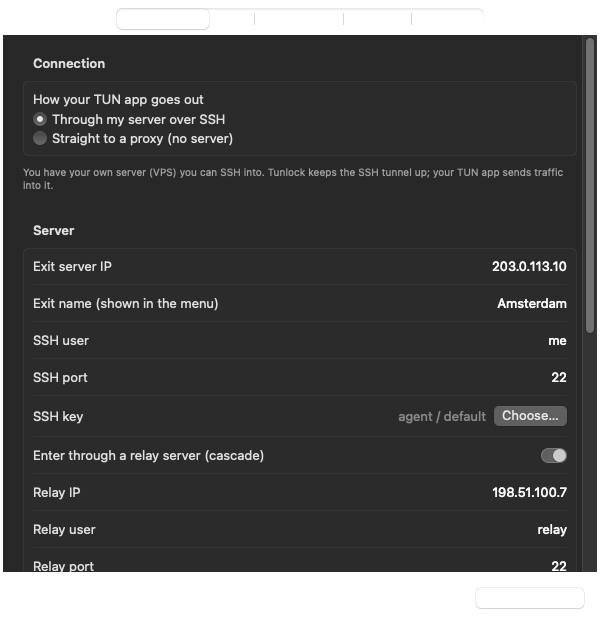 Connection
How your TUN app goes out
Through my server over SSH
Straight to a proxy (no server)
You have your own server (VPS) you can SSH into. Tunlock keeps the SSH tunnel up; your TUN app sends traffic
into it.
Server
Exit server IP 203.0.113.10
Exit name (shown in the menu) Amsterdam
SSH user me
SSH port 22
SSH key agent / default Choose...
Enter through a relay server (cascade)
Relay IP 198.51.100.7
Relay user relay
Relay port 22